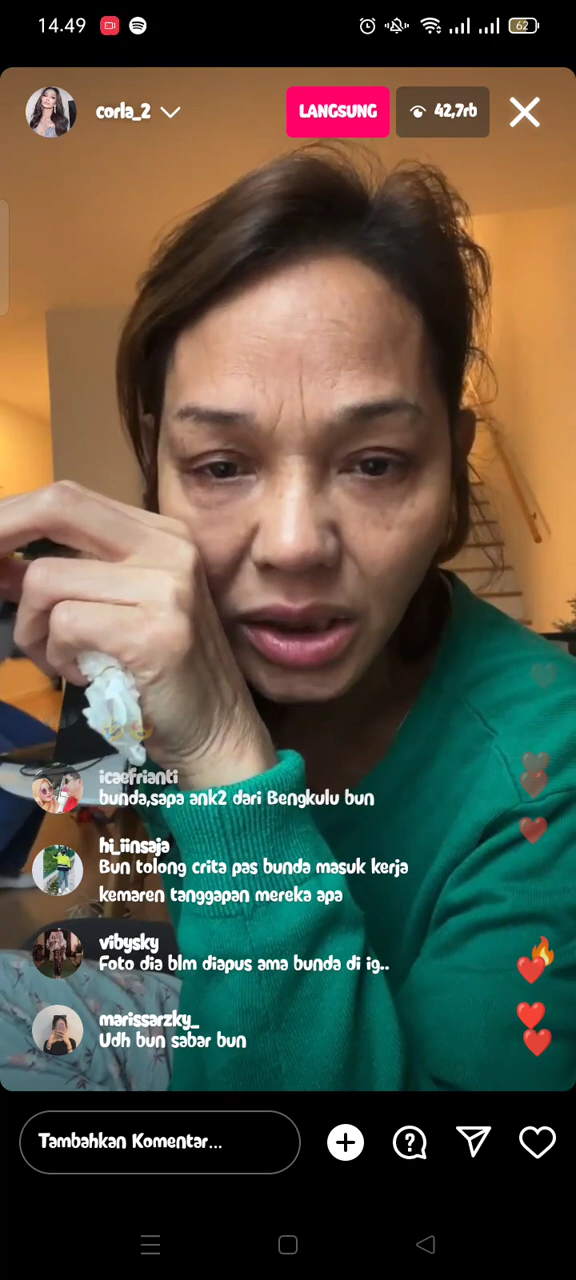 14.49
62
corla_2
LANGSUNG
42,7rb
icaefrianti
bunda,sapa ank2 dari Bengkulu bun
hi_iinsaja
Bun tolong crita pas bunda masuk kerja
kemaren tanggapan mereka apa
vibysky
Foto dia blm diapus ama bunda di ig..
marissarzky_
Udh bun sabar bun
Tambahkan Komentar...